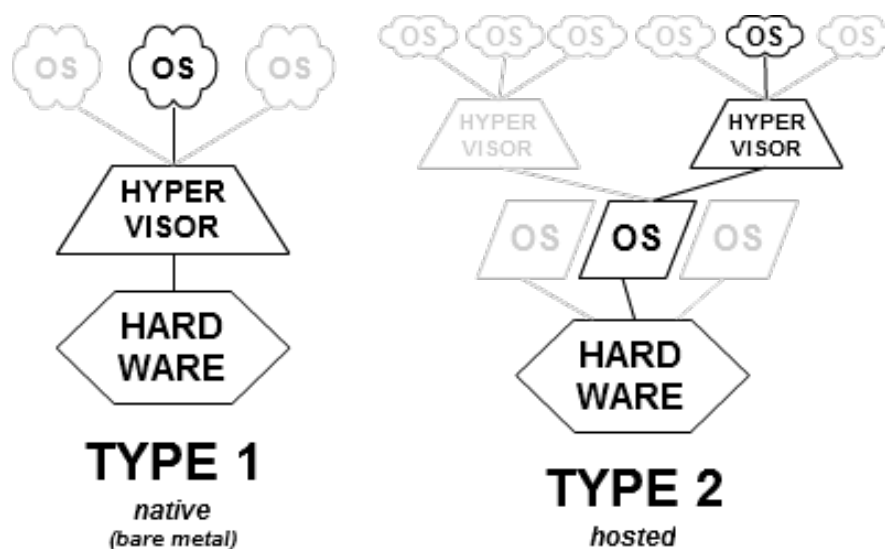 OS OS OS
HYPER
VISOR
HARD
WARE
TYPE 1
native
(bare metal)
OS OS OS OS OS OS
HYPER
VISOR
HYPER
VISOR
OS OS OS
HARD
WARE
TYPE 2
hosted